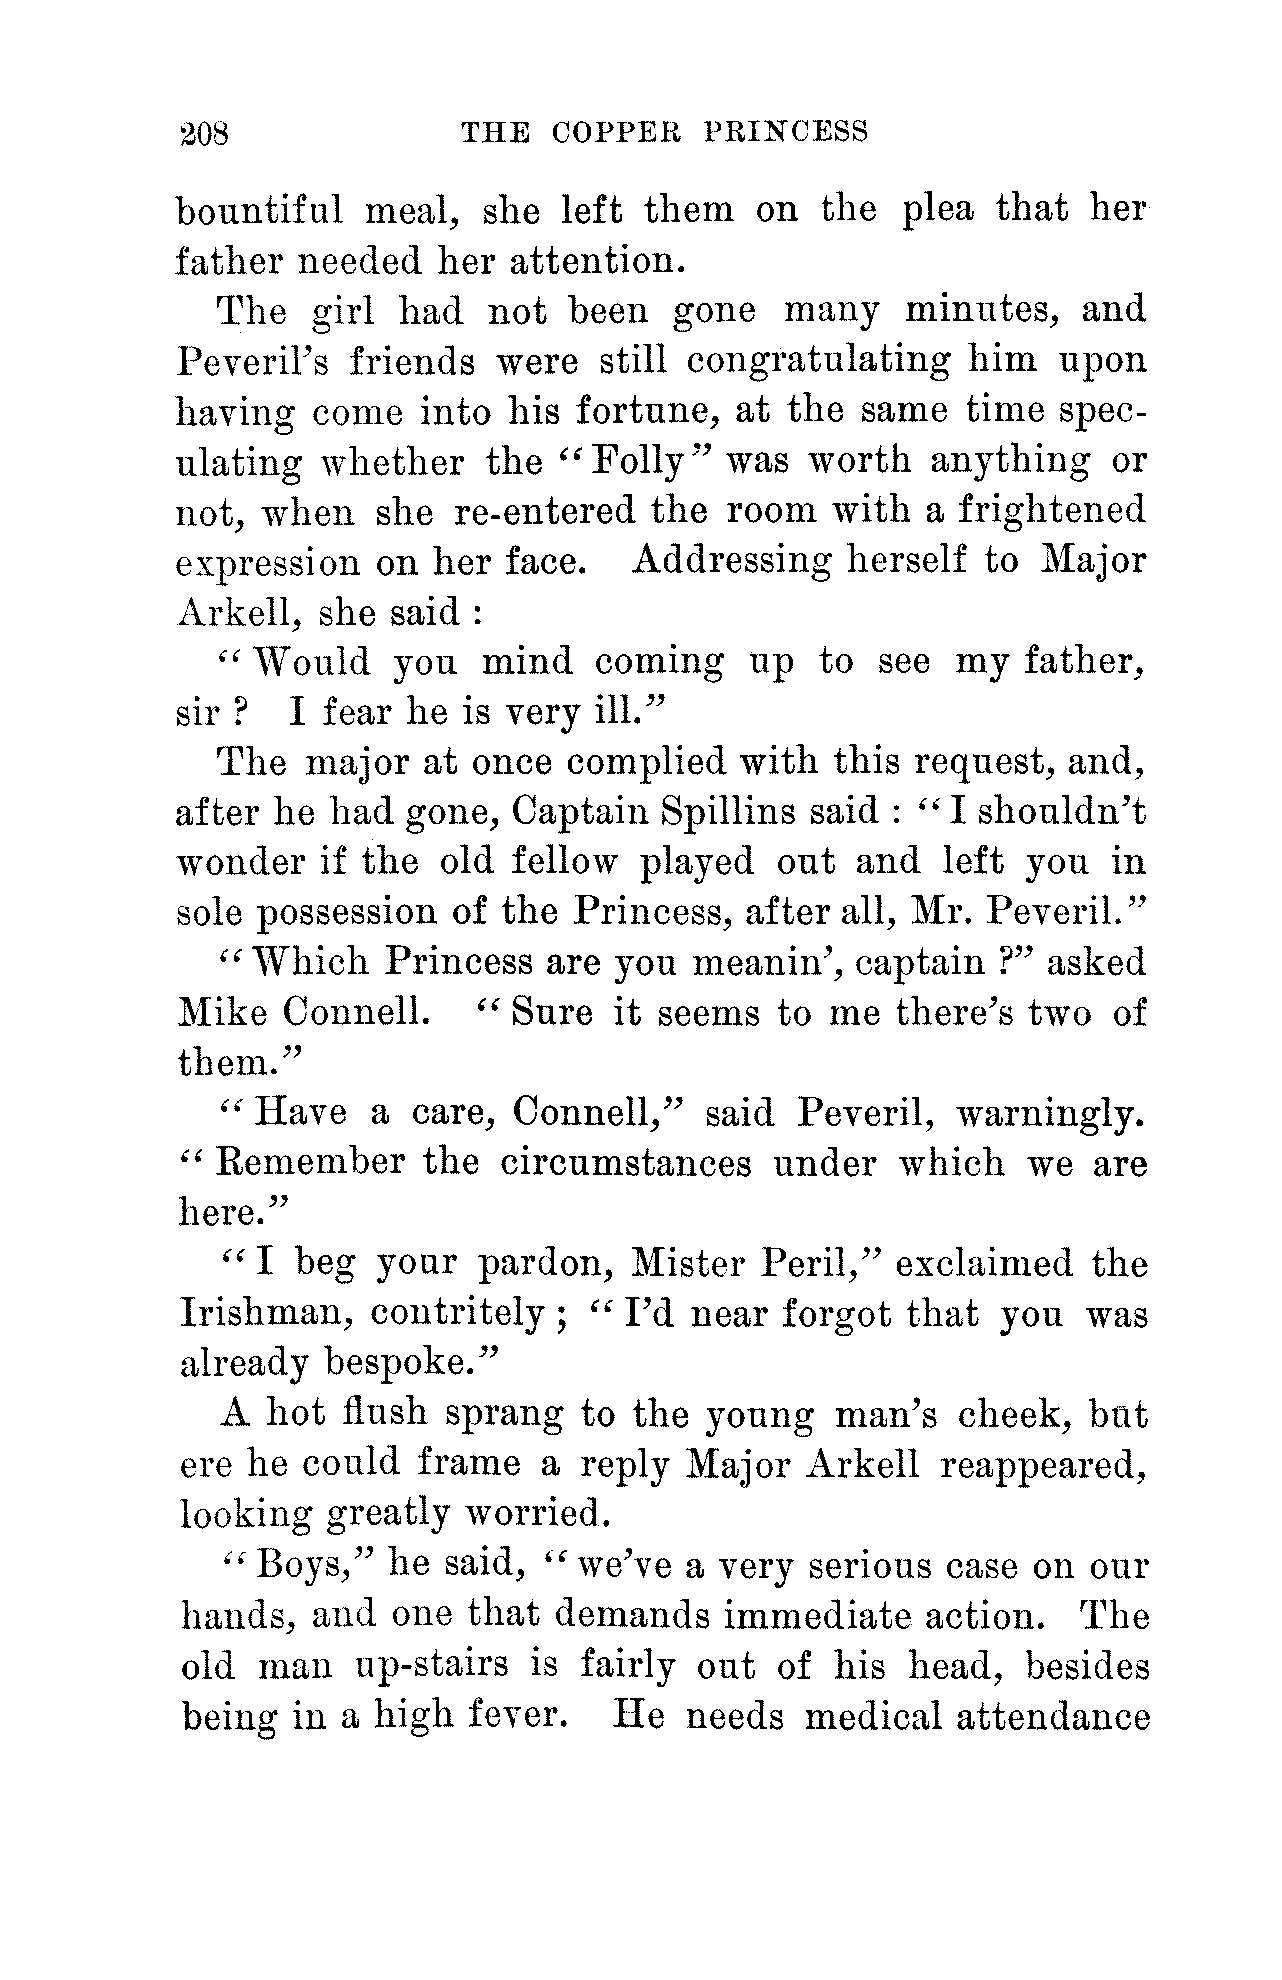 208 THE COPPER PRINCESS
bountiful meal, she left them on the plea that her
father needed her attention.
The girl had not been gone many minutes, and
Peveril's friends were still congratulating him upon
having come into his fortune, at the same time spec-
ulating whether the “Folly” was worth anything or
not, when she re-entered the room with a frightened
expression on her face. Addressing herself to Major
Arkell, she said :
“Would you mind coming up to see my father,
sir ? I fear he is very ill.”
The major at once complied with this request, and,
after he had gone, Captain Spillins said : “I shouldn't
wonder if the old fellow played out and left you in
sole possession of the Princess, after all, Mr. Peveril.”
“Which Princess are you meanin', captain ?” asked
Mike Connell. “Sure it seems to me there's two of
them.”
“Have a care, Connell,” said Peveril, warningly.
“Remember the circumstances under which we are
here.”
“I beg your pardon, Mister Peril,” exclaimed the
Irishman, contritely ; “I'd near forgot that you was
already bespoke.”
A hot flush sprang to the young man's cheek, but
ere he could frame a reply Major Arkell reappeared,
looking greatly worried.
“Boys,” he said, “we've a very serious case on our
hands, and one that demands immediate action. The
old man up-stairs is fairly out of his head, besides
being in a high fever. He needs medical attendance